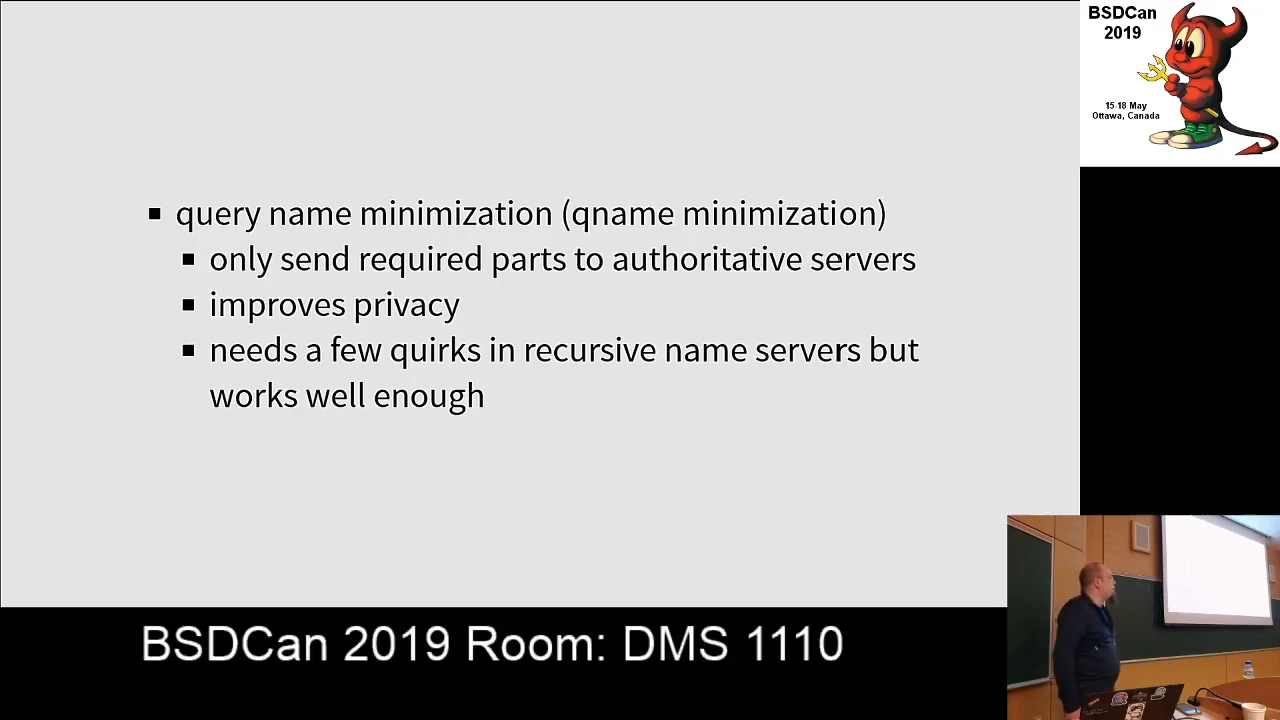 BSDCan
2019
15-18 May
Ottawa, Canada
▪ query name minimization (qname minimization)
▪ only send required parts to authoritative servers
▪ improves privacy
▪ needs a few quirks in recursive name servers but
works well enough
BSDCan 2019 Room: DMS 1110